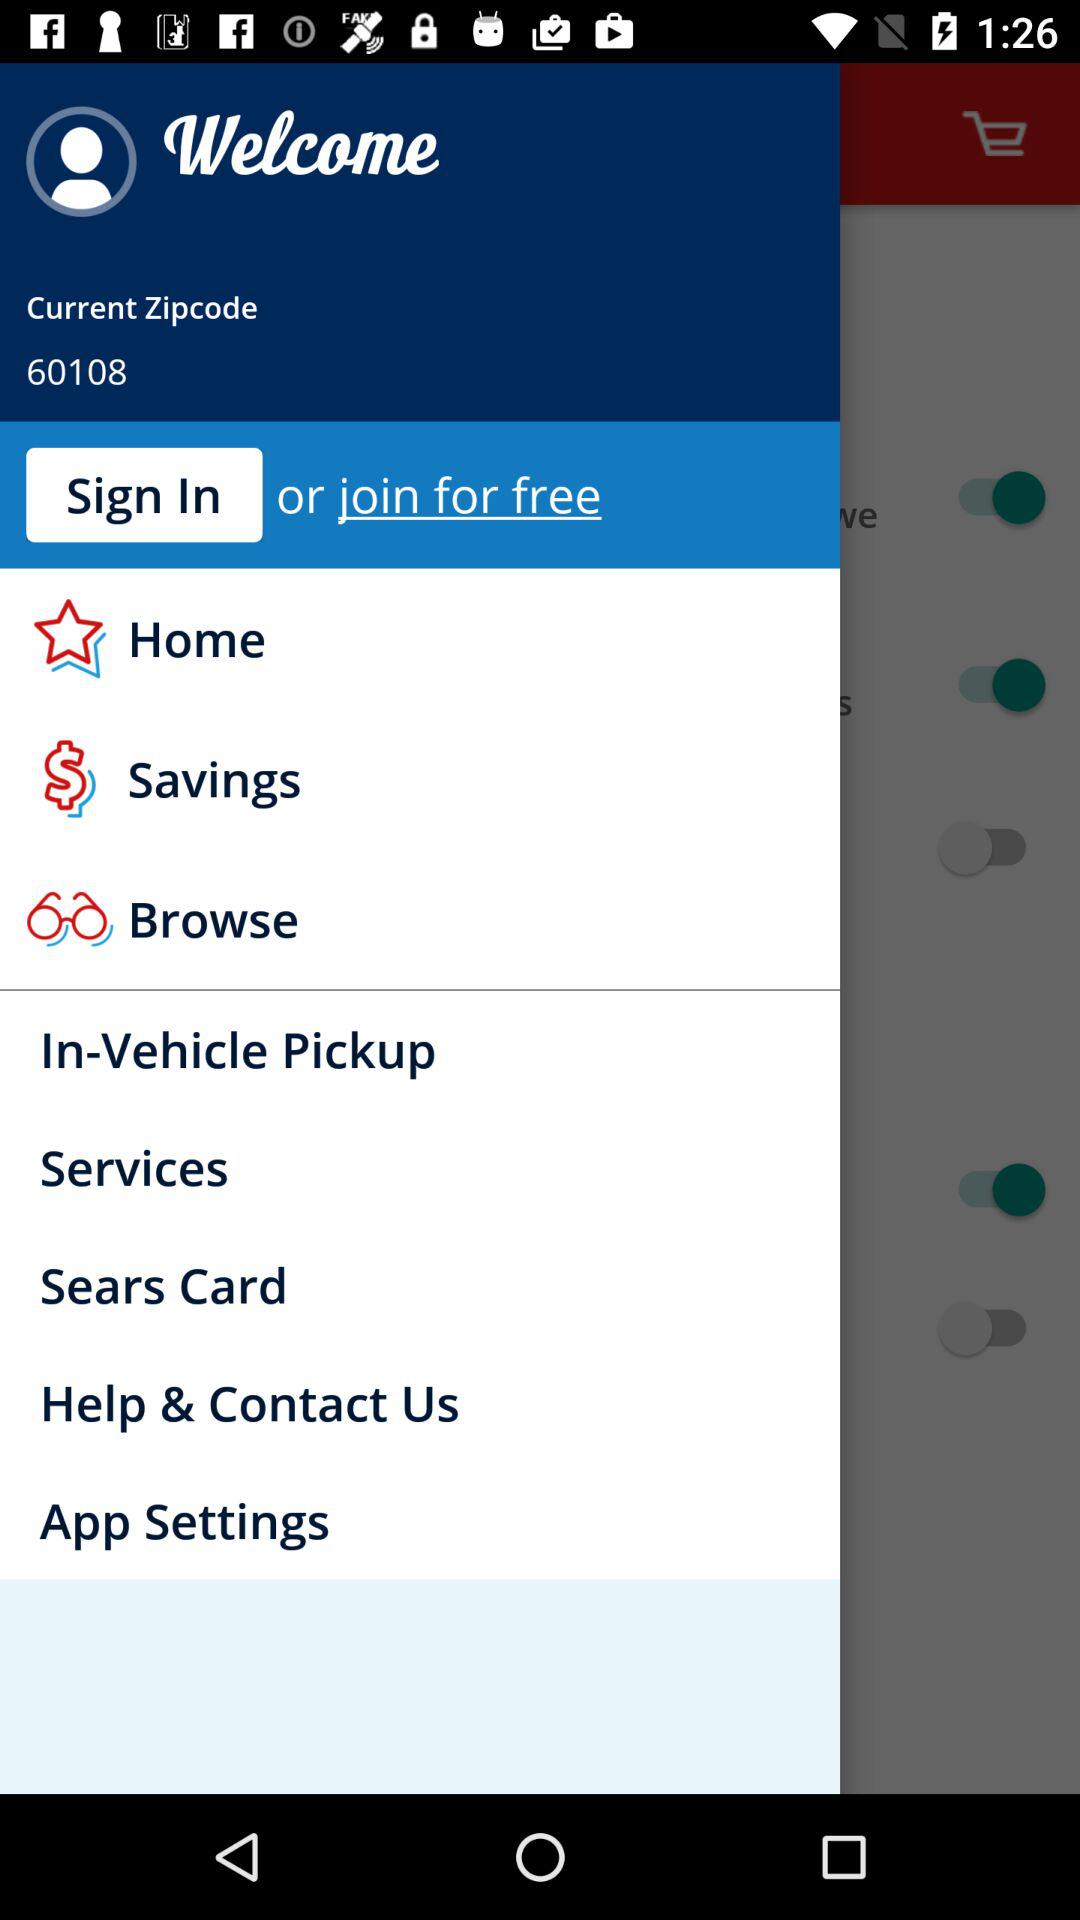 FAKE
1:26
Welcome
Current Zipcode
60108
Sign In or join for free
we
Home
s
Savings
Browse
In-Vehicle Pickup
Services
Sears Card
Help & Contact Us
App Settings